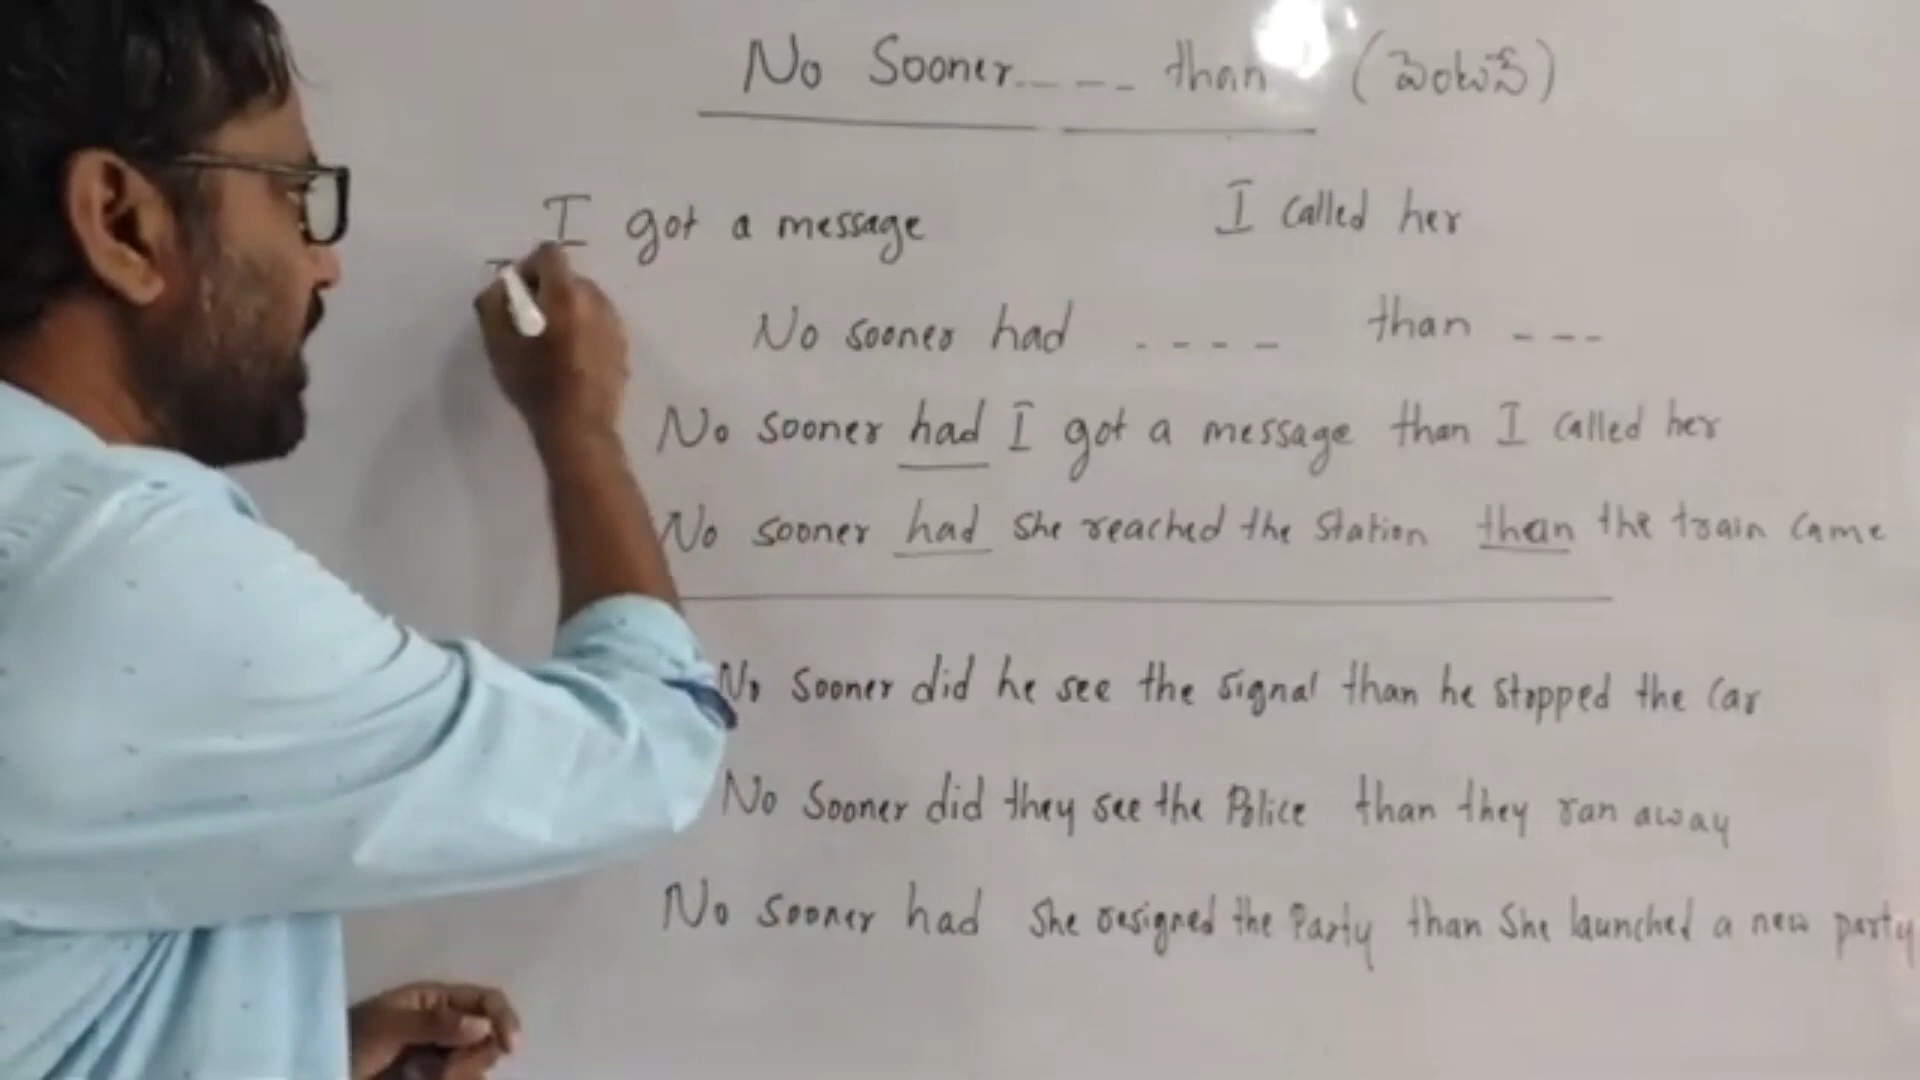 No Sooner.... --- than (వెంటనే)
I got a message I called her
No sooner had ---- than ---
No sooner had I got a message than I called her
No sooner had she reached the station than the train came
No sooner did he see the signal than he stopped the car
No sooner did they see the Police than they ran away
No sooner had she resigned the Party than she launched a new party